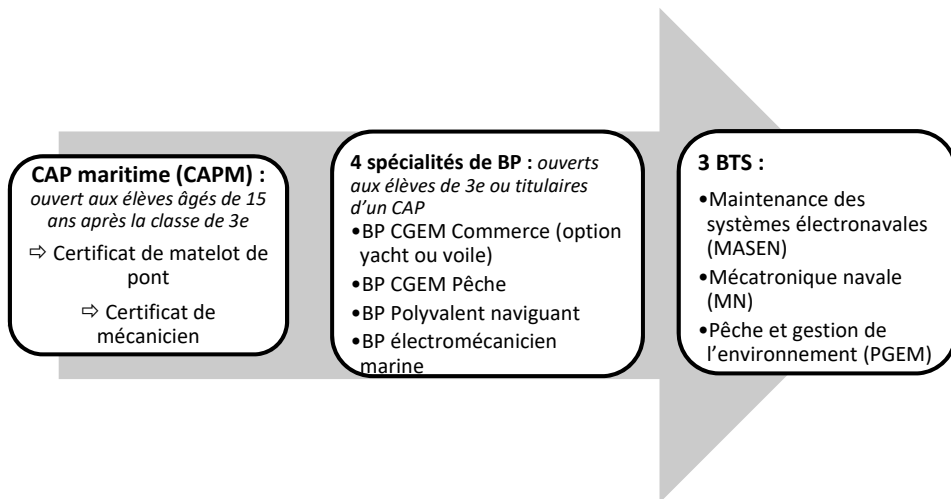 CAP maritime (CAPM) :
ouvert aux élèves âgés de 15
ans après la classe de 3e
⇨ Certificat de matelot de
pont
⇨ Certificat de
mécanicien
4 spécialités de BP : ouverts
aux élèves de 3e ou titulaires
d’un CAP
•BP CGEM Commerce (option
yacht ou voile)
•BP CGEM Pêche
•BP Polyvalent naviguant
•BP électromécanicien
marine
3 BTS :
•Maintenance des
systèmes électronavales
(MASEN)
•Mécatronique navale
(MN)
•Pêche et gestion de
l’environnement (PGEM)